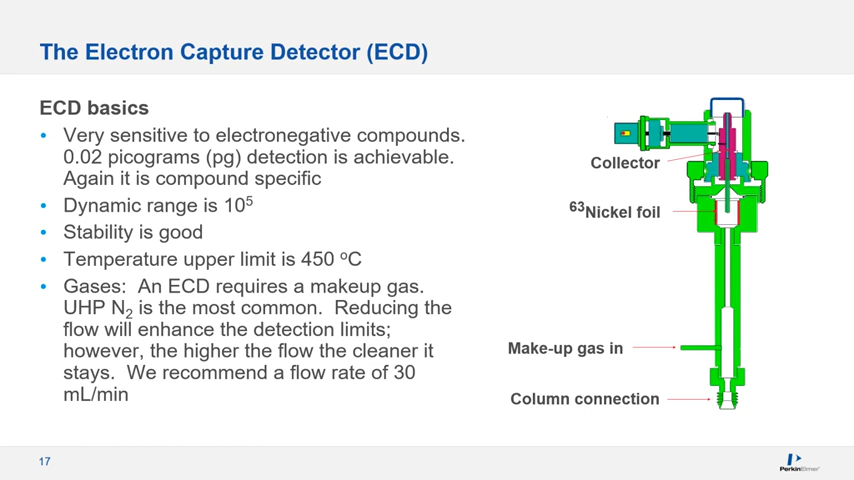 The Electron Capture Detector (ECD)
ECD basics
• Very sensitive to electronegative compounds.
0.02 picograms (pg) detection is achievable.
Again it is compound specific
• Dynamic range is 10⁵
• Stability is good
• Temperature upper limit is 450 ᵒC
• Gases: An ECD requires a makeup gas.
UHP N₂ is the most common. Reducing the
flow will enhance the detection limits;
however, the higher the flow the cleaner it
stays. We recommend a flow rate of 30
mL/min
Collector
⁶³Nickel foil
Make-up gas in
Column connection
17
PerkinElmer